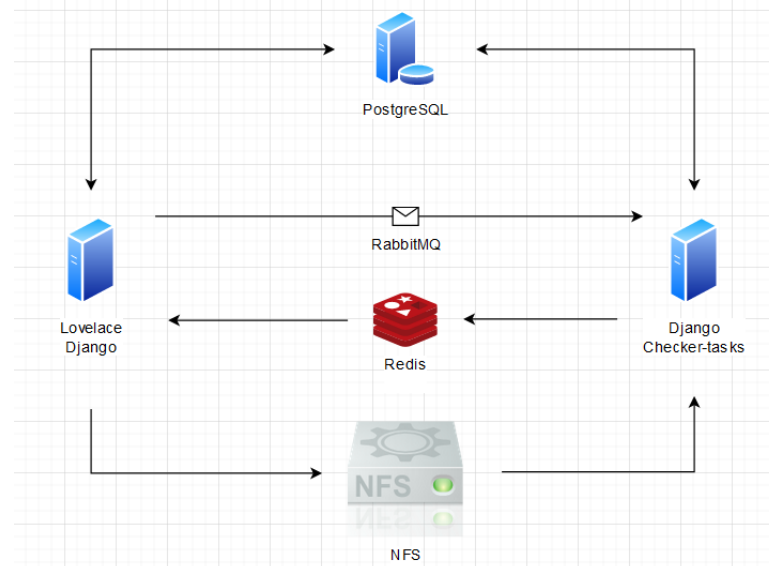 PostgreSQL
RabbitMQ
Lovelace
Django
Redis
Django
Checker-tasks
NFS
NFS